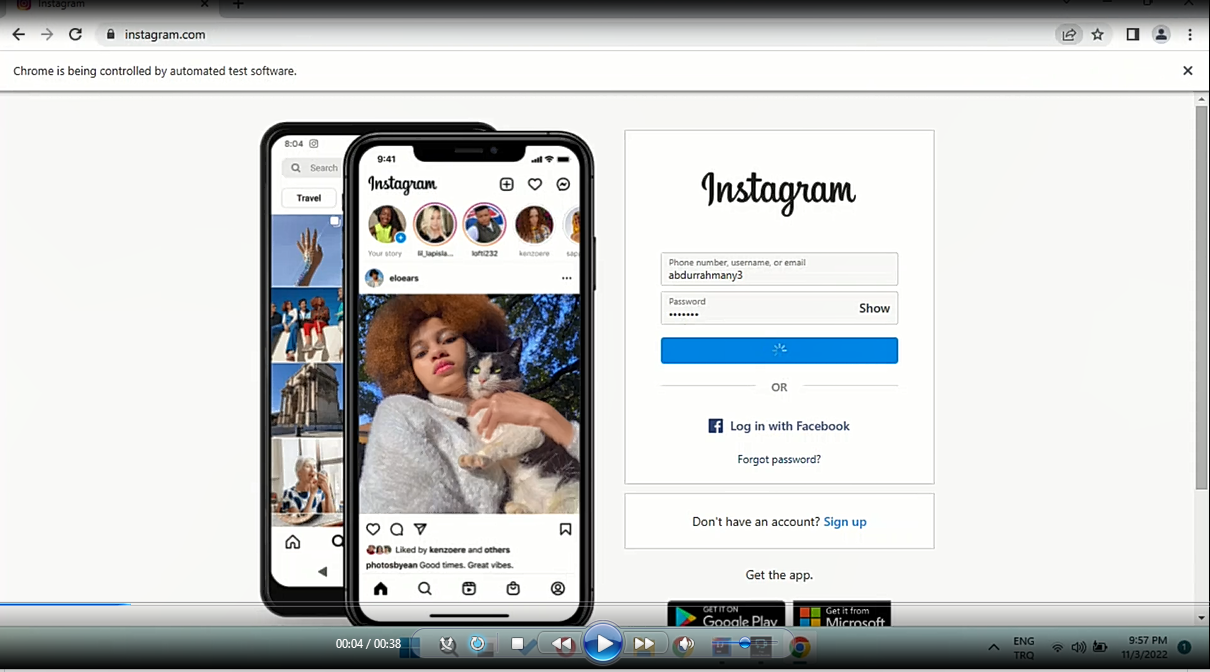 Instagram
instagram.com
Chrome is being controlled by automated test software.
8:04
Search
Travel
9:41
Instagram
Your story
lil_lapisla...
lofti232
kenzoere
eloears
Liked by kenzoere and others
photosbyean Good times. Great vibes.
Instagram
Phone number, username, or email
abdurrahmany3
Password
•••••••
Show
OR
Log in with Facebook
Forgot password?
Don't have an account? Sign up
Get the app.
GET IT ON
Google Play
Get it from
Microsoft
00:04 / 00:38
ENG
TRQ
9:57 PM
11/3/2022
1